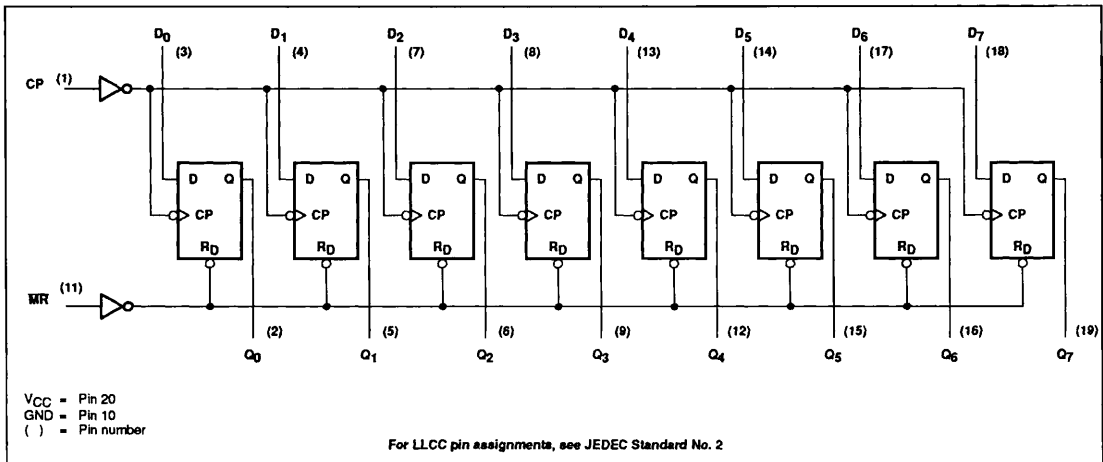 D0 D1 D2 D3 D4 D5 D6 D7
(3) (4) (7) (8) (13) (14) (17) (18)
CP (1)
D Q D Q D Q D Q D Q D Q D Q D Q
CP CP CP CP CP CP CP CP
RD RD RD RD RD RD RD RD
M̅R̅ (11)
(2) (5) (6) (9) (12) (15) (16) (19)
Q0 Q1 Q2 Q3 Q4 Q5 Q6 Q7
VCC = Pin 20
GND = Pin 10
( ) = Pin number
For LLCC pin assignments, see JEDEC Standard No. 2